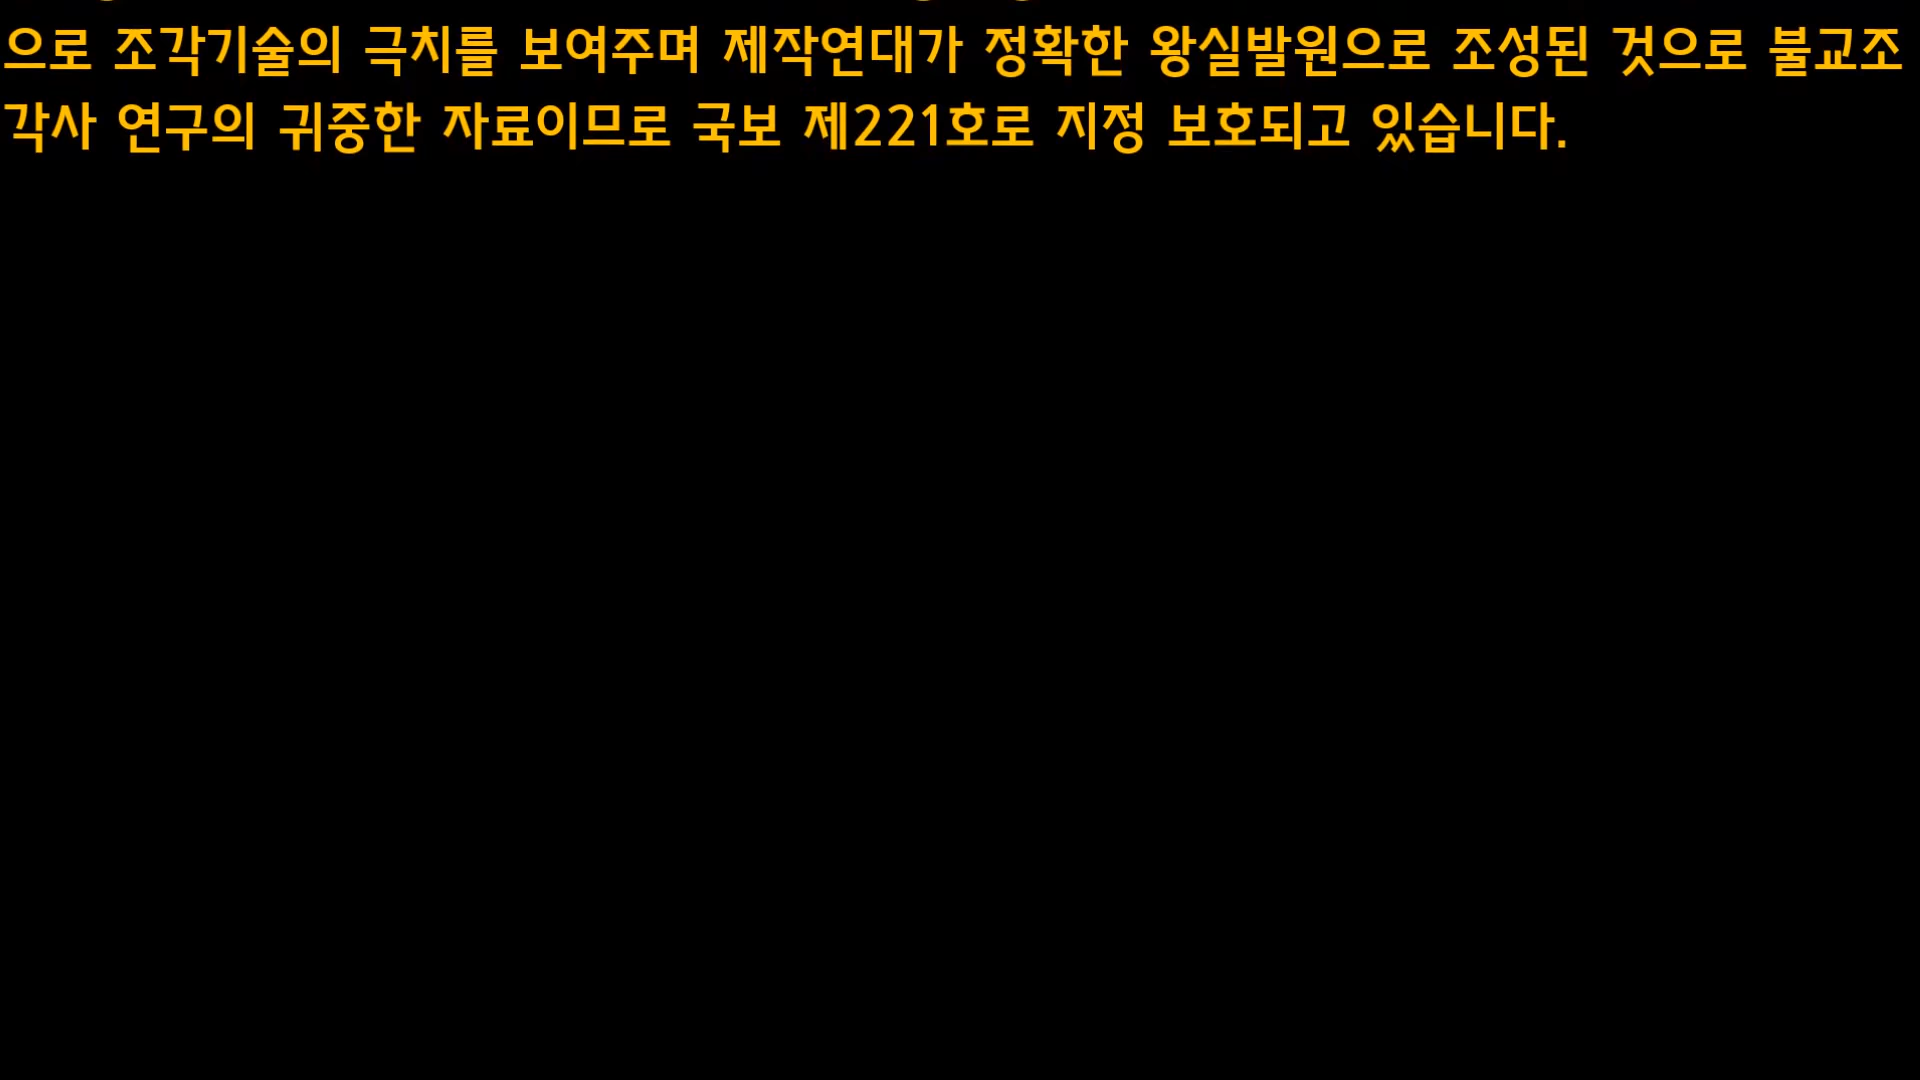 으로 조각기술의 극치를 보여주며 제작연대가 정확한 왕실발원으로 조성된 것으로 불교조
각사 연구의 귀중한 자료이므로 국보 제221호로 지정 보호되고 있습니다.